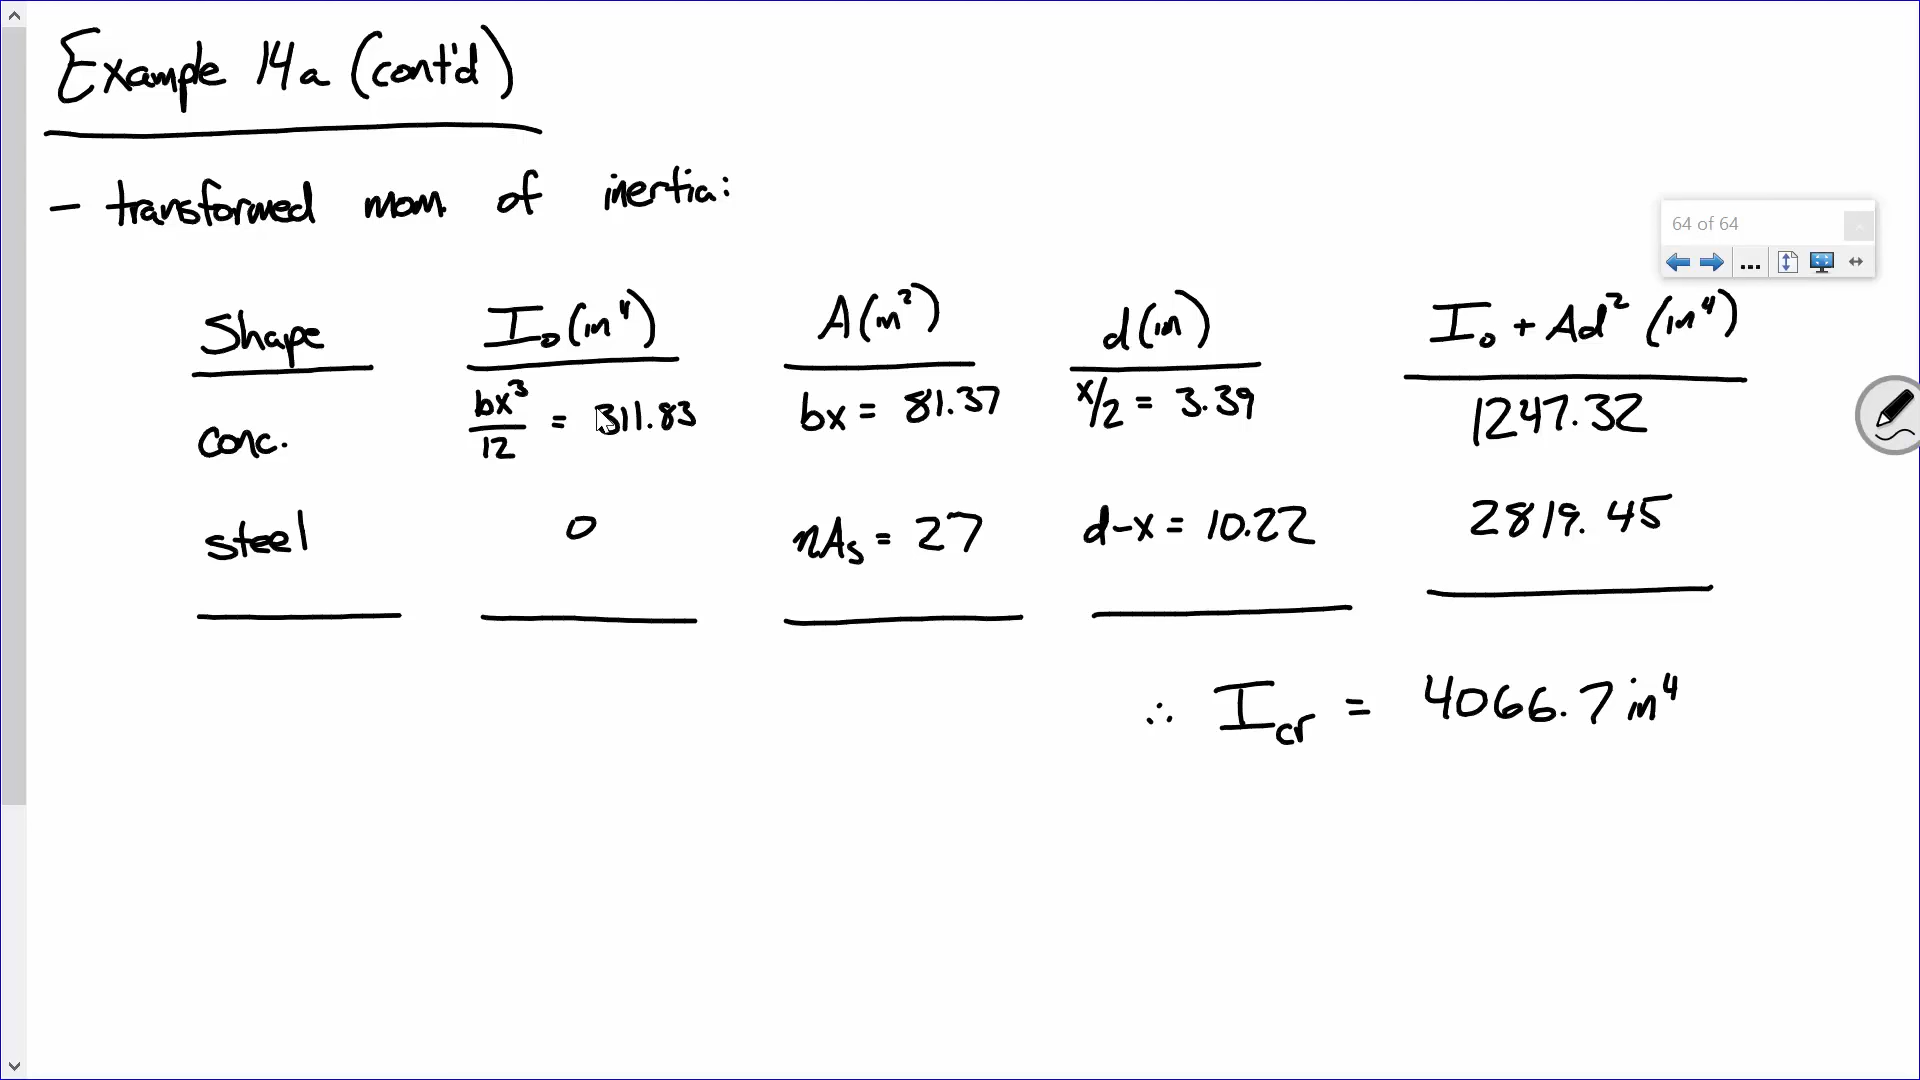 Example 14a (cont'd)
- transformed mom. of inertia:
64 of 64
Shape I₀ (in⁴) A (in²) d (in) I₀ + Ad² (in⁴)
conc. bx³/12 = 311.83 bx = 81.37 x/2 = 3.39 1247.32
steel 0 nAs = 27 d-x = 10.22 2819.45
∴ Icr = 4066.7 in⁴